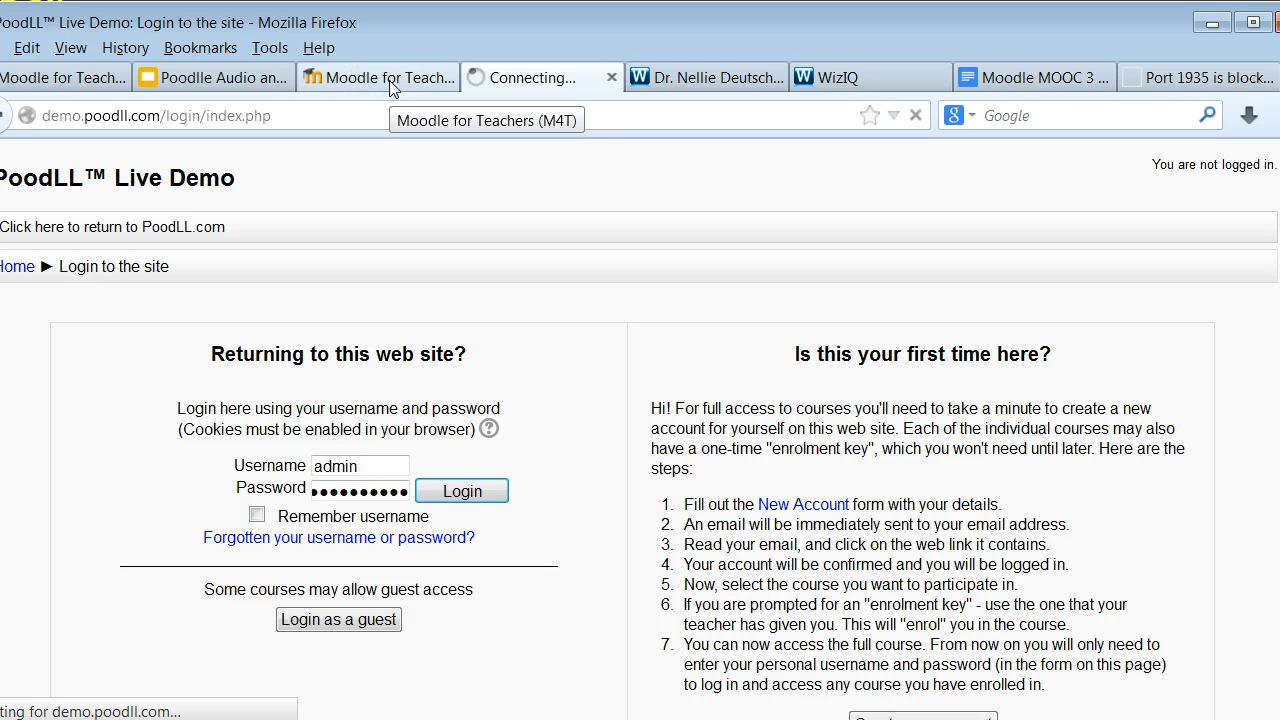 PoodLL™ Live Demo: Login to the site - Mozilla Firefox
Edit View History Bookmarks Tools Help
Moodle for Teach... Poodlle Audio an... Moodle for Teach... Connecting... Dr. Nellie Deutsch... WizIQ Moodle MOOC 3 ... Port 1935 is block...
demo.poodll.com/login/index.php
Google
Moodle for Teachers (M4T)
You are not logged in.
PoodLL™ Live Demo
Click here to return to PoodLL.com
Home ► Login to the site
Returning to this web site?
Login here using your username and password
(Cookies must be enabled in your browser)
Username admin
Password ●●●●●●●●●● Login
Remember username
Forgotten your username or password?
Some courses may allow guest access
Login as a guest
Is this your first time here?
Hi! For full access to courses you'll need to take a minute to create a new
account for yourself on this web site. Each of the individual courses may also
have a one-time "enrolment key", which you won't need until later. Here are the
steps:
1. Fill out the New Account form with your details.
2. An email will be immediately sent to your email address.
3. Read your email, and click on the web link it contains.
4. Your account will be confirmed and you will be logged in.
5. Now, select the course you want to participate in.
6. If you are prompted for an "enrolment key" - use the one that your
teacher has given you. This will "enrol" you in the course.
7. You can now access the full course. From now on you will only need to
enter your personal username and password (in the form on this page)
to log in and access any course you have enrolled in.
ting for demo.poodll.com...